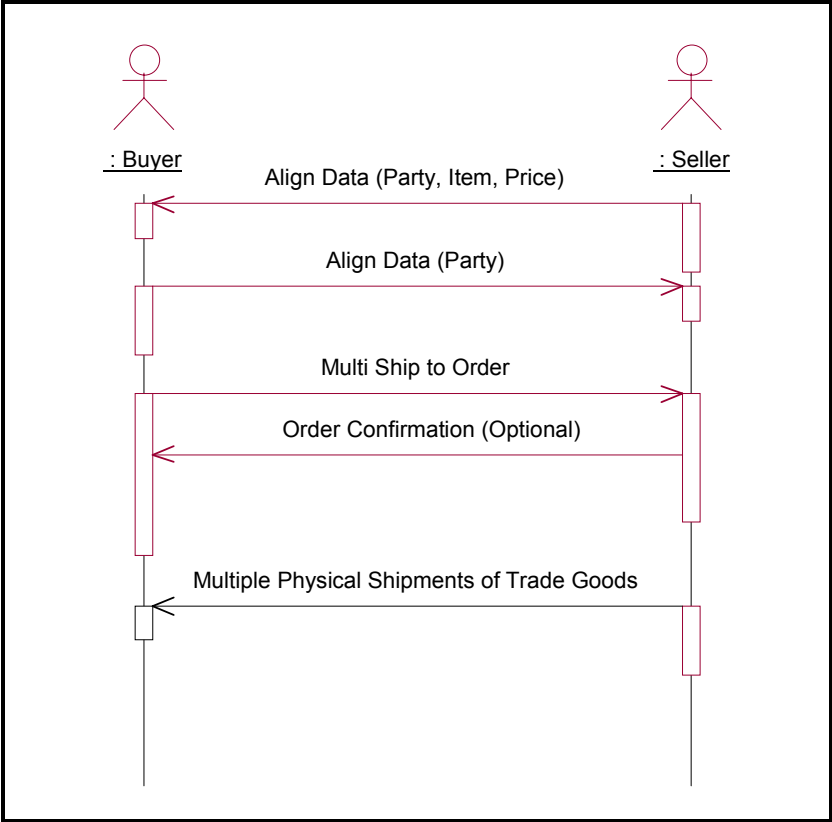 : Buyer
: Seller
Align Data (Party, Item, Price)
Align Data (Party)
Multi Ship to Order
Order Confirmation (Optional)
Multiple Physical Shipments of Trade Goods